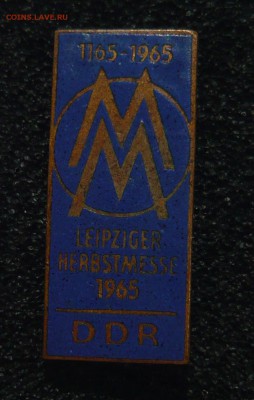 COINS.LAVE.RU
1165-1965
MM
LEIPZIGER
HERBSTMESSE
1965
DDR